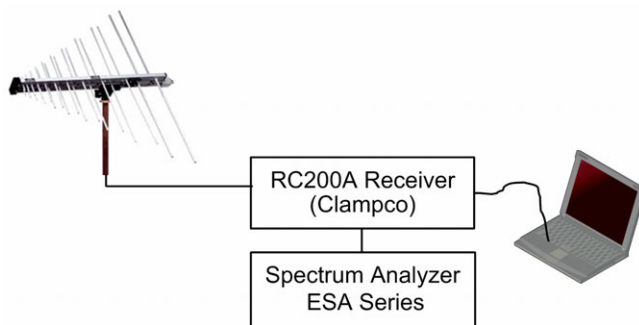 RC200A Receiver
(Clampco)
Spectrum Analyzer
ESA Series